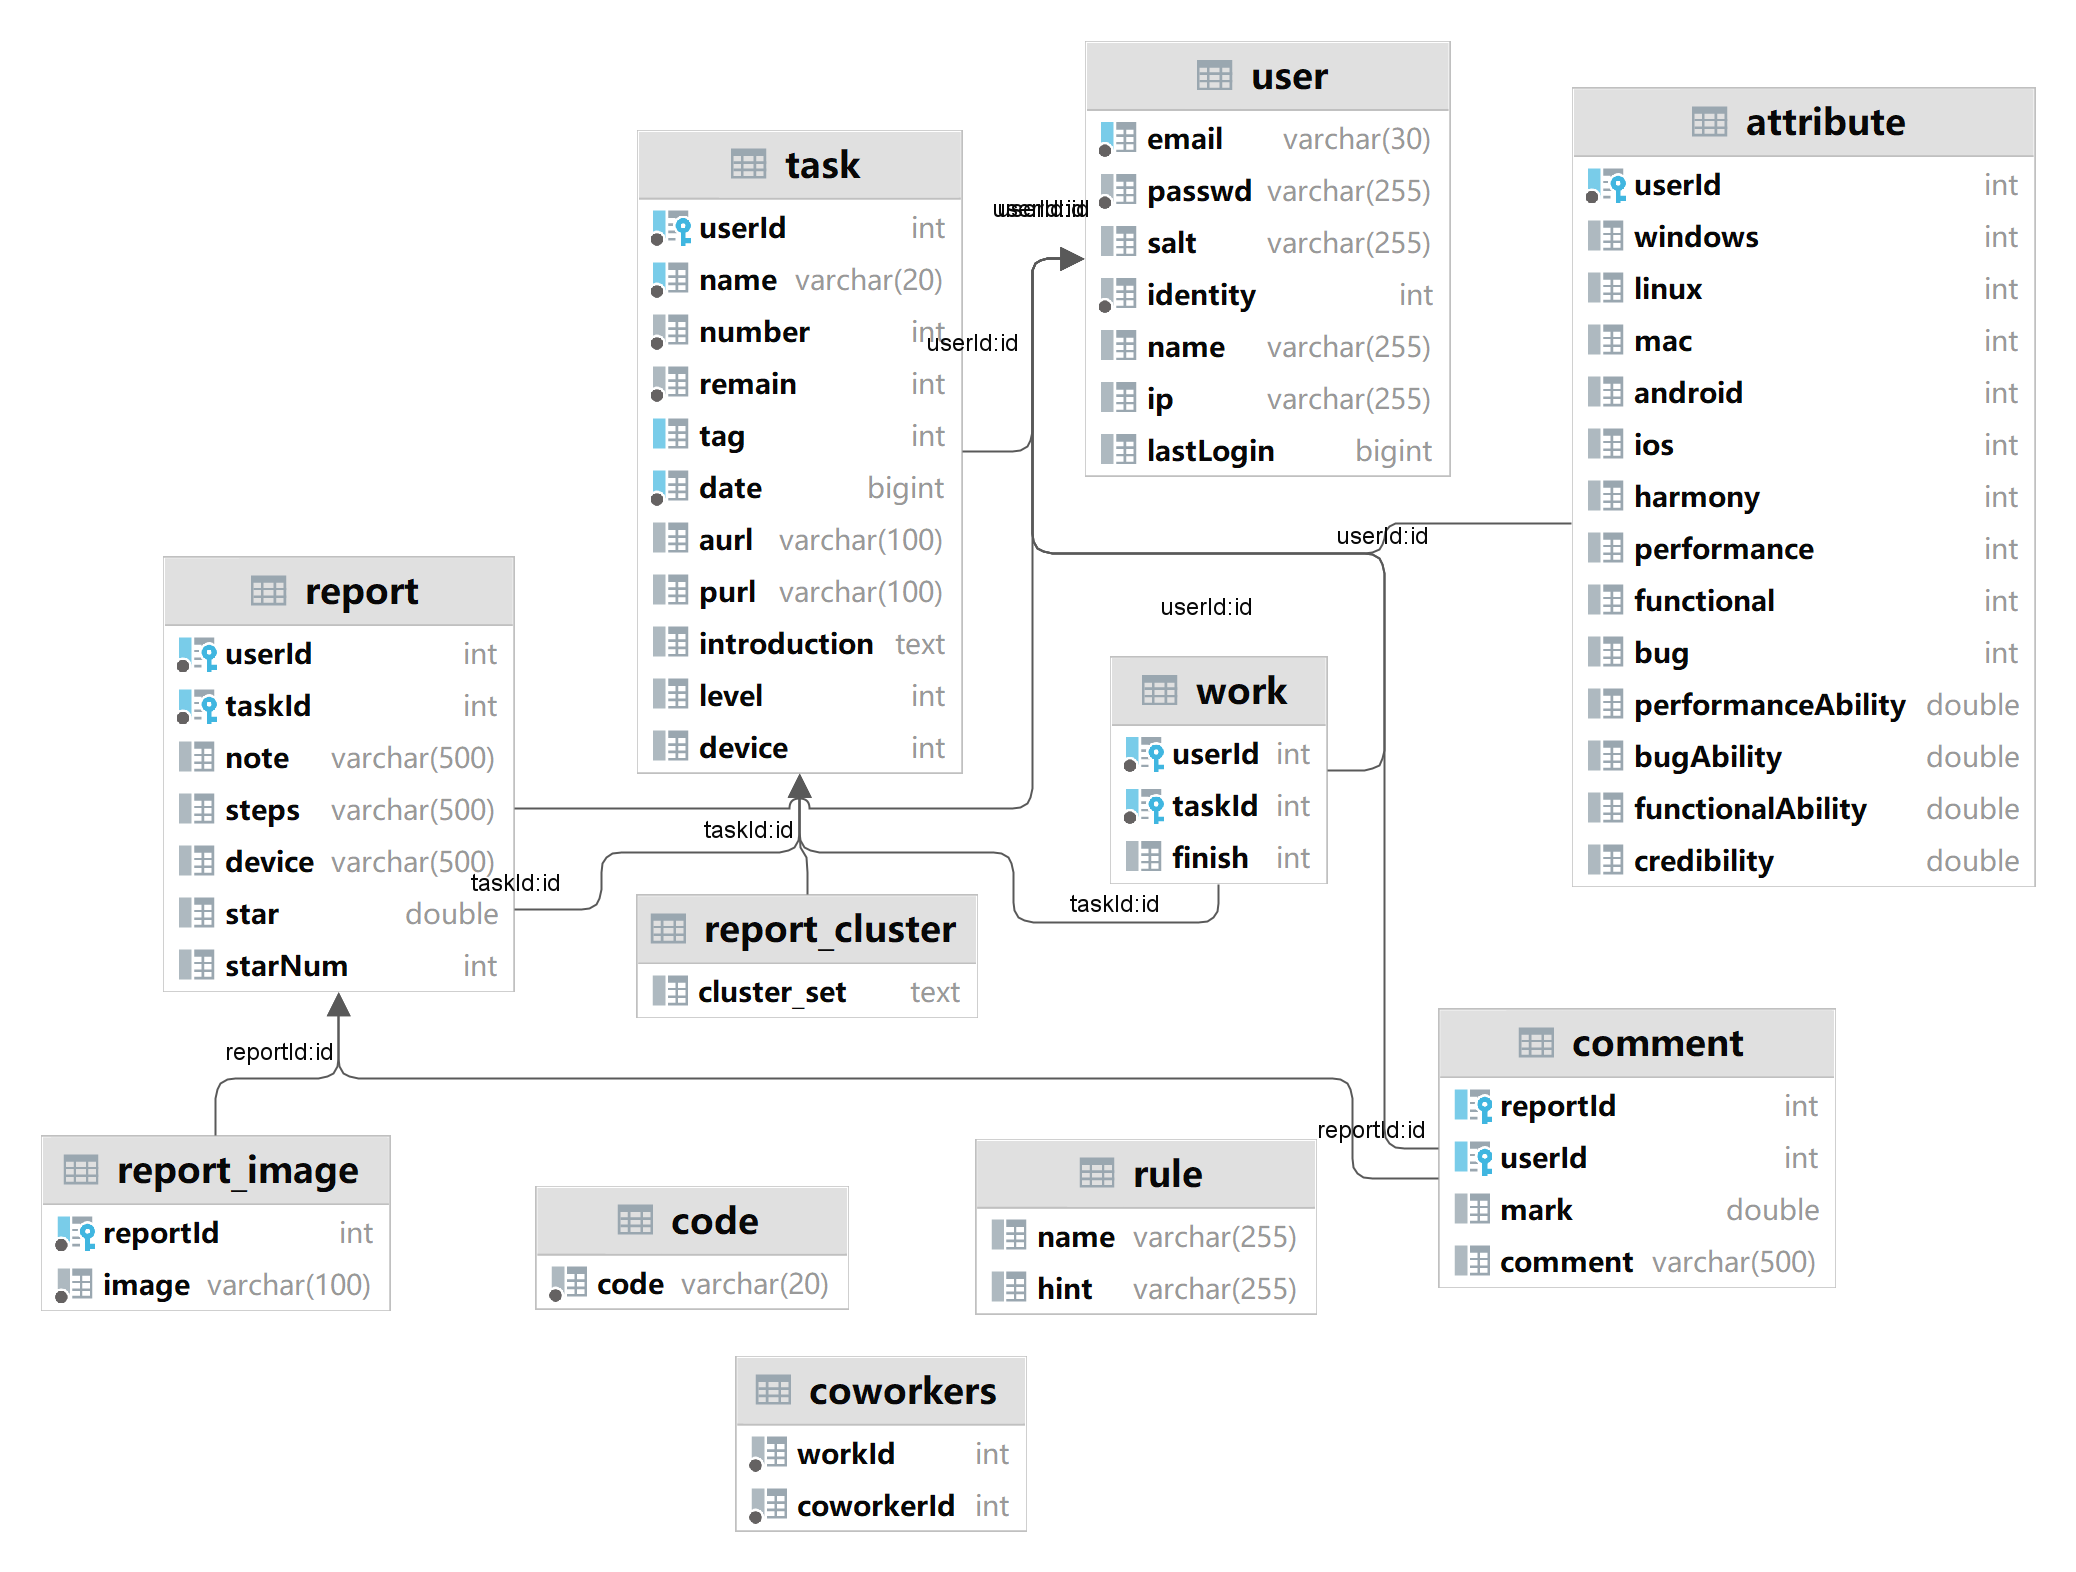 user
email varchar(30)
passwd varchar(255)
salt varchar(255)
identity int
name varchar(255)
ip varchar(255)
lastLogin bigint
attribute
userId int
windows int
linux int
mac int
android int
ios int
harmony int
performance int
functional int
bug int
performanceAbility double
bugAbility double
functionalAbility double
credibility double
task
userId int
name varchar(20)
number int
remain int
tag int
date bigint
aurl varchar(100)
purl varchar(100)
introduction text
level int
device int
userId:id
userId:id
userId:id
userId:id
userId:id
report
userId int
taskId int
note varchar(500)
steps varchar(500)
device varchar(500)
star double
starNum int
work
userId int
taskId int
finish int
taskId:id
taskId:id
taskId:id
report_cluster
cluster_set text
reportId:id
reportId:id
comment
reportId int
userId int
mark double
comment varchar(500)
report_image
reportId int
image varchar(100)
code
code varchar(20)
rule
name varchar(255)
hint varchar(255)
coworkers
workId int
coworkerId int